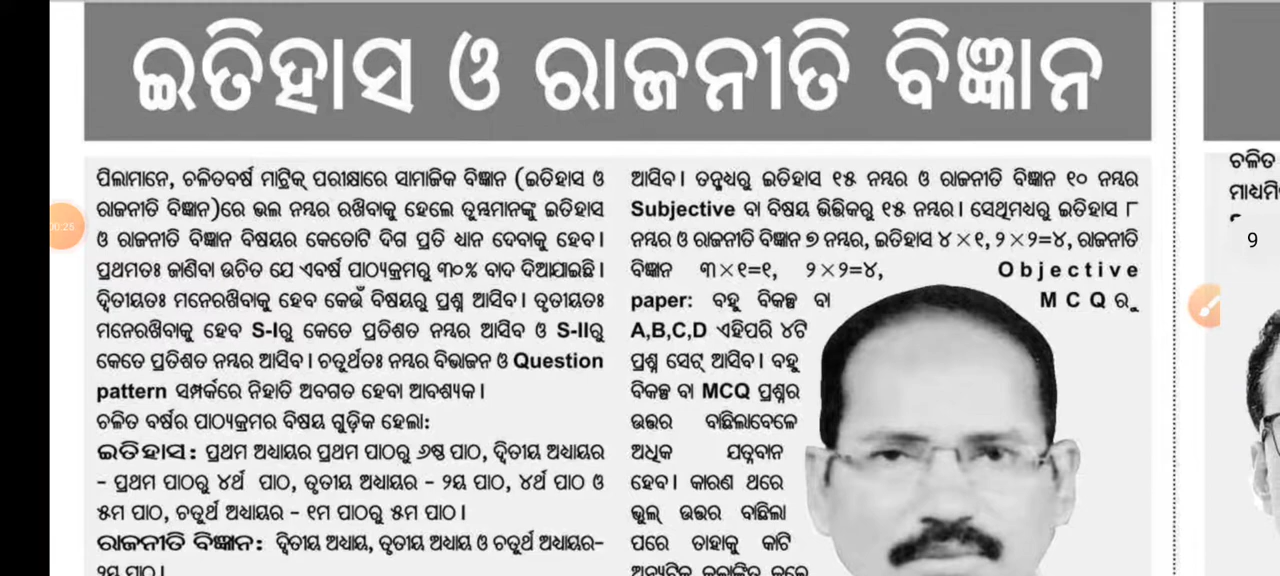 ଇତିହାସ ଓ ରାଜନୀତି ବିଜ୍ଞାନ
ପିଲାମାନେ, ଚଳିତବର୍ଷ ମାଟ୍ରିକ୍ ପରୀକ୍ଷାରେ ସାମାଜିକ ବିଜ୍ଞାନ (ଇତିହାସ ଓ
ରାଜନୀତି ବିଜ୍ଞାନ)ରେ ଭଲ ନମ୍ବର ରଖିବାକୁ ହେଲେ ତୁମ୍ଭମାନଙ୍କୁ ଇତିହାସ
ଓ ରାଜନୀତି ବିଜ୍ଞାନ ବିଷୟର କେତୋଟି ଦିଗ ପ୍ରତି ଧ୍ୟାନ ଦେବାକୁ ହେବ।
ପ୍ରଥମତଃ ଜାଣିବା ଉଚିତ ଯେ ଏବର୍ଷ ପାଠ୍ୟକ୍ରମରୁ ୩୦% ବାଦ ଦିଆଯାଇଛି।
ଦ୍ୱିତୀୟତଃ ମନେରଖିବାକୁ ହେବ କେଉଁ ବିଷୟରୁ ପ୍ରଶ୍ନ ଆସିବ। ତୃତୀୟତଃ
ମନେରଖିବାକୁ ହେବ S-Iରୁ କେତେ ପ୍ରତିଶତ ନମ୍ବର ଆସିବ ଓ S-IIରୁ
କେତେ ପ୍ରତିଶତ ନମ୍ବର ଆସିବ। ଚତୁର୍ଥତଃ ନମ୍ବର ବିଭାଜନ ଓ Question
pattern ସମ୍ପର୍କରେ ନିହାତି ଅବଗତ ହେବା ଆବଶ୍ୟକ।
ଚଳିତ ବର୍ଷର ପାଠ୍ୟକ୍ରମର ବିଷୟ ଗୁଡ଼ିକ ହେଲା:
ଇତିହାସ: ପ୍ରଥମ ଅଧ୍ୟାୟର ପ୍ରଥମ ପାଠରୁ ୬ଷ୍ଠ ପାଠ, ଦ୍ୱିତୀୟ ଅଧ୍ୟାୟର
- ପ୍ରଥମ ପାଠରୁ ୪ର୍ଥ ପାଠ, ତୃତୀୟ ଅଧ୍ୟାୟର - ୨ୟ ପାଠ, ୪ର୍ଥ ପାଠ ଓ
୫ମ ପାଠ, ଚତୁର୍ଥ ଅଧ୍ୟାୟର - ୧ମ ପାଠରୁ ୫ମ ପାଠ।
ରାଜନୀତି ବିଜ୍ଞାନ: ଦ୍ୱିତୀୟ ଅଧ୍ୟାୟ, ତୃତୀୟ ଅଧ୍ୟାୟ ଓ ଚତୁର୍ଥ ଅଧ୍ୟାୟର-
୨ୟ ପାଠ।
ଆସିବ। ତନ୍ମଧ୍ୟରୁ ଇତିହାସ ୧୫ ନମ୍ବର ଓ ରାଜନୀତି ବିଜ୍ଞାନ ୧୦ ନମ୍ବର
Subjective ବା ବିଷୟ ଭିତ୍ତିକରୁ ୧୫ ନମ୍ବର। ସେଥିମଧ୍ୟରୁ ଇତିହାସ ୮
ନମ୍ବର ଓ ରାଜନୀତି ବିଜ୍ଞାନ ୭ ନମ୍ବର, ଇତିହାସ ୪×୧, ୨×୨=୪, ରାଜନୀତି
ବିଜ୍ଞାନ ୩×୧=୧, ୨×୨=୪, Objective
paper: ବହୁ ବିକଳ୍ପ ବା MCQରୁ
A,B,C,D ଏହିପରି ୪ଟି
ପ୍ରଶ୍ନ ସେଟ୍ ଆସିବ। ବହୁ
ବିକଳ୍ପ ବା MCQ ପ୍ରଶ୍ନର
ଉତ୍ତର ବାଛିଲାବେଳେ
ଅଧିକ ଯତ୍ନବାନ
ହେବ। କାରଣ ଥରେ
ଭୁଲ୍ ଉତ୍ତର ବାଛିଲା
ପରେ ତାହାକୁ କଟି
ଚଳିତ
ମାଧ୍ୟମି
9
00:25